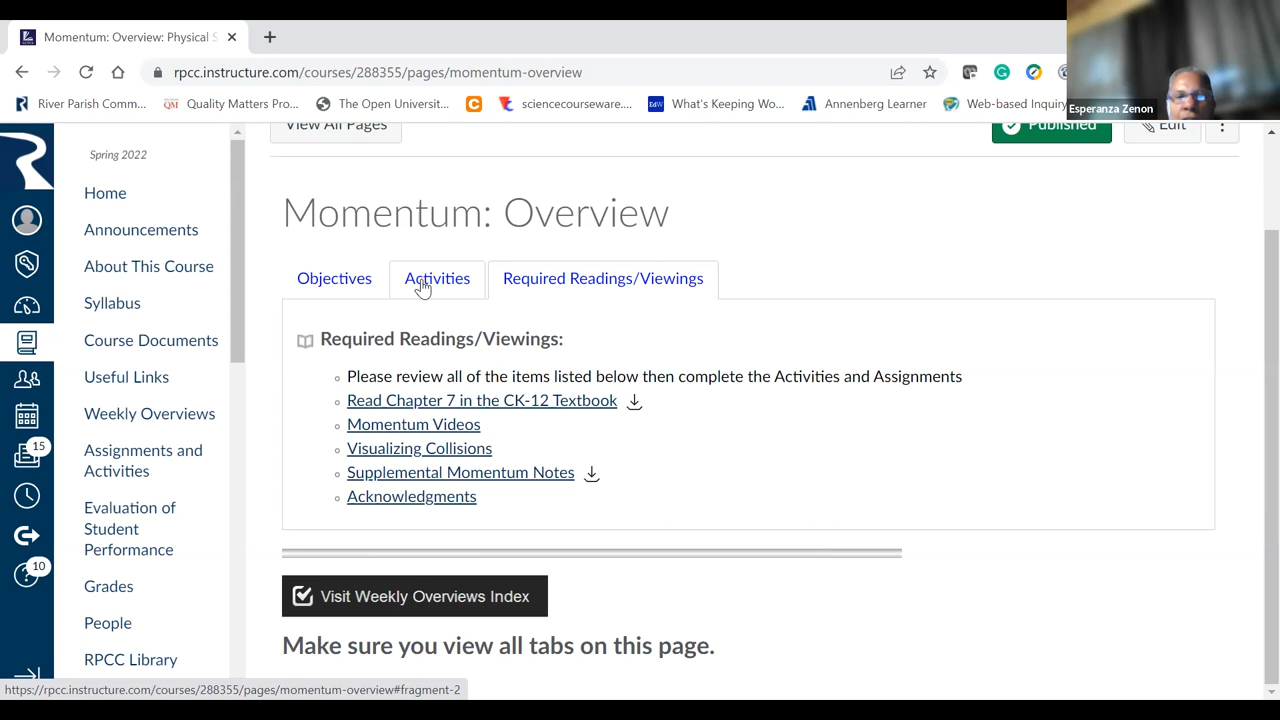 Momentum: Overview: Physical S
rpcc.instructure.com/courses/288355/pages/momentum-overview
Esperanza Zenon
River Parish Comm...
QM Quality Matters Pro...
The Open Universit...
sciencecourseware....
EdW What's Keeping Wo...
Annenberg Learner
Web-based Inquiry
Spring 2022
Home
Announcements
About This Course
Syllabus
Course Documents
Useful Links
Weekly Overviews
Assignments and
Activities
Evaluation of
Student
Performance
Grades
People
RPCC Library
15
10
View All Pages
Published
Edit
Momentum: Overview
Objectives
Activities
Required Readings/Viewings
Required Readings/Viewings:
Please review all of the items listed below then complete the Activities and Assignments
Read Chapter 7 in the CK-12 Textbook
Momentum Videos
Visualizing Collisions
Supplemental Momentum Notes
Acknowledgments
Visit Weekly Overviews Index
Make sure you view all tabs on this page.
https://rpcc.instructure.com/courses/288355/pages/momentum-overview#fragment-2